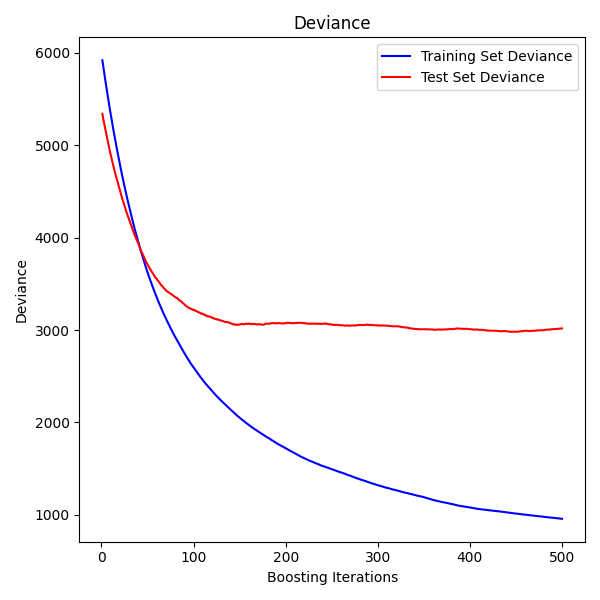 Deviance
Training Set Deviance
Test Set Deviance
6000
5000
4000
3000
2000
1000
Deviance
0 100 200 300 400 500
Boosting Iterations